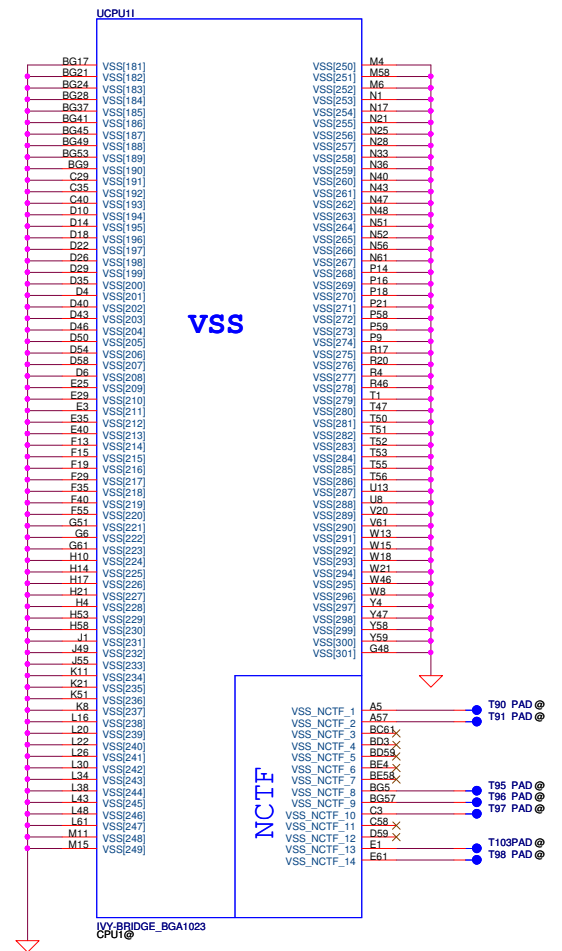 UCPU1I
BG17 VSS[181]
BG21 VSS[182]
BG24 VSS[183]
BG28 VSS[184]
BG37 VSS[185]
BG41 VSS[186]
BG45 VSS[187]
BG49 VSS[188]
BG53 VSS[189]
BG9 VSS[190]
C29 VSS[191]
C35 VSS[192]
C40 VSS[193]
D10 VSS[194]
D14 VSS[195]
D18 VSS[196]
D22 VSS[197]
D26 VSS[198]
D29 VSS[199]
D35 VSS[200]
D4 VSS[201]
D40 VSS[202]
D43 VSS[203]
D46 VSS[204]
D50 VSS[205]
D54 VSS[206]
D58 VSS[207]
D6 VSS[208]
E25 VSS[209]
E29 VSS[210]
E3 VSS[211]
E35 VSS[212]
E40 VSS[213]
F13 VSS[214]
F15 VSS[215]
F19 VSS[216]
F29 VSS[217]
F35 VSS[218]
F40 VSS[219]
F55 VSS[220]
G51 VSS[221]
G6 VSS[222]
G61 VSS[223]
H10 VSS[224]
H14 VSS[225]
H17 VSS[226]
H21 VSS[227]
H4 VSS[228]
H53 VSS[229]
H58 VSS[230]
J1 VSS[231]
J49 VSS[232]
J55 VSS[233]
K11 VSS[234]
K21 VSS[235]
K51 VSS[236]
K8 VSS[237]
L16 VSS[238]
L20 VSS[239]
L22 VSS[240]
L26 VSS[241]
L30 VSS[242]
L34 VSS[243]
L38 VSS[244]
L43 VSS[245]
L48 VSS[246]
L61 VSS[247]
M11 VSS[248]
M15 VSS[249]
VSS
VSS[250] M4
VSS[251] M58
VSS[252] M6
VSS[253] N1
VSS[254] N17
VSS[255] N21
VSS[256] N25
VSS[257] N28
VSS[258] N33
VSS[259] N36
VSS[260] N40
VSS[261] N43
VSS[262] N47
VSS[263] N48
VSS[264] N51
VSS[265] N52
VSS[266] N56
VSS[267] N61
VSS[268] P14
VSS[269] P16
VSS[270] P18
VSS[271] P21
VSS[272] P58
VSS[273] P59
VSS[274] P9
VSS[275] R17
VSS[276] R20
VSS[277] R4
VSS[278] R46
VSS[279] T1
VSS[280] T47
VSS[281] T50
VSS[282] T51
VSS[283] T52
VSS[284] T53
VSS[285] T55
VSS[286] T56
VSS[287] U13
VSS[288] U8
VSS[289] V20
VSS[290] V61
VSS[291] W13
VSS[292] W15
VSS[293] W18
VSS[294] W21
VSS[295] W46
VSS[296] W8
VSS[297] Y4
VSS[298] Y47
VSS[299] Y58
VSS[300] Y59
VSS[301] G48
NCTF
VSS_NCTF_1 A5 T90 PAD @
VSS_NCTF_2 A57 T91 PAD @
VSS_NCTF_3 BC61
VSS_NCTF_4 BD3
VSS_NCTF_5 BD59
VSS_NCTF_6 BE4
VSS_NCTF_7 BE58
VSS_NCTF_8 BG5 T95 PAD @
VSS_NCTF_9 BG57 T96 PAD @
VSS_NCTF_10 C3 T97 PAD @
VSS_NCTF_11 C58
VSS_NCTF_12 D59
VSS_NCTF_13 E1 T103PAD @
VSS_NCTF_14 E61 T98 PAD @
IVY-BRIDGE_BGA1023
CPU1@